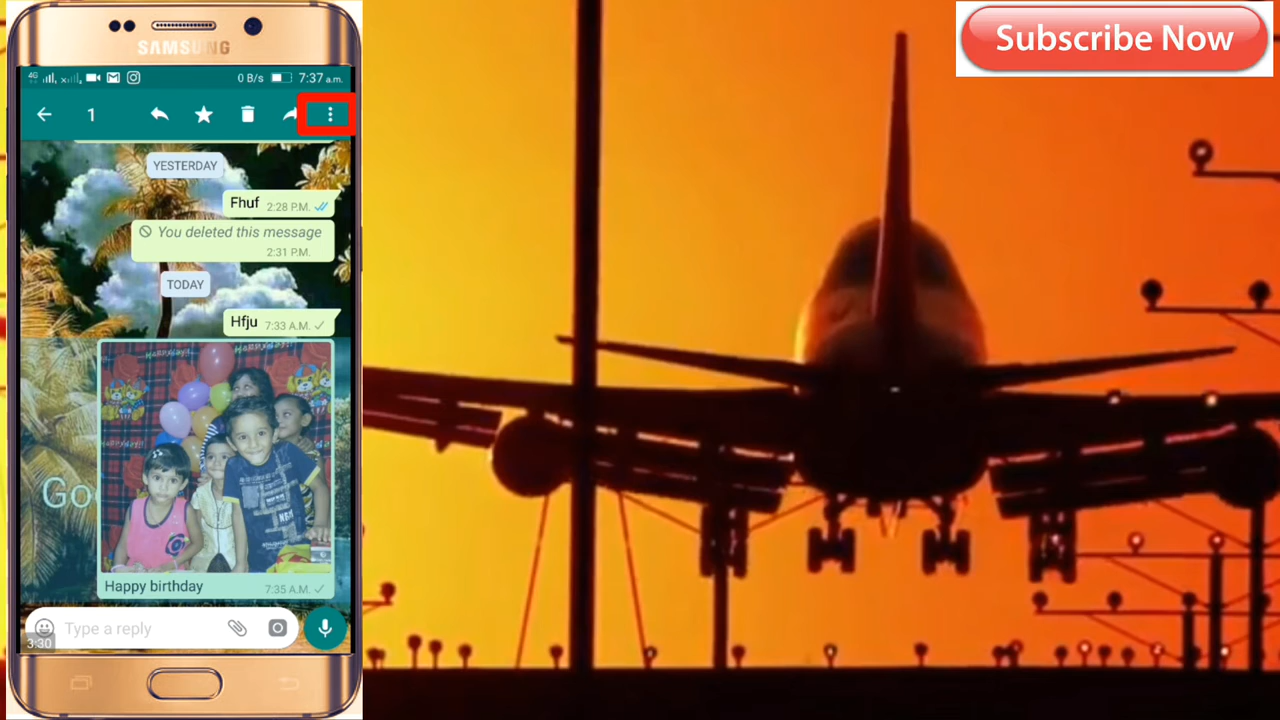 SAMSUNG
4G 0 B/s 7:37 a.m.
1
YESTERDAY
Fhuf 2:28 P.M.
You deleted this message
2:31 P.M.
TODAY
Hfju 7:33 A.M.
Happy birthday 7:35 A.M.
Type a reply
3:30
Subscribe Now